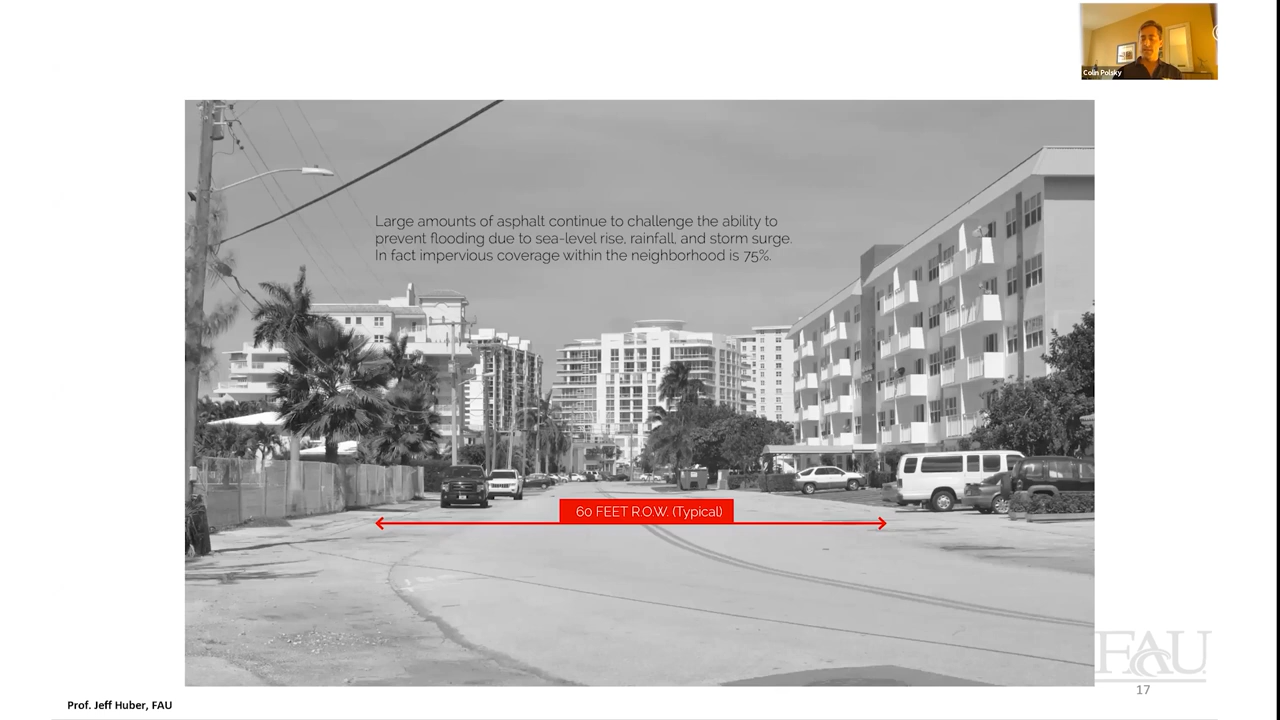 Colin Polsky
Large amounts of asphalt continue to challenge the ability to
prevent flooding due to sea-level rise, rainfall, and storm surge.
In fact impervious coverage within the neighborhood is 75%.
60 FEET R.O.W. (Typical)
FAU
17
Prof. Jeff Huber, FAU